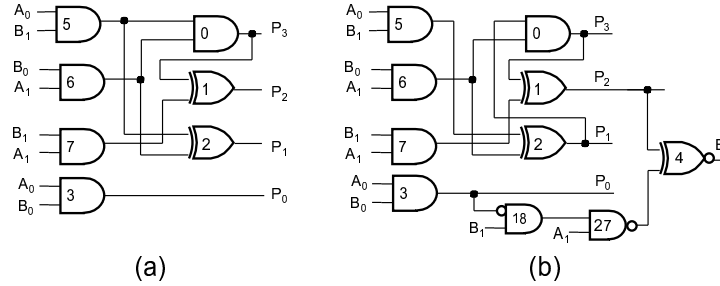 A0 5 B1
B0 6 A1
B1 7 A1
A0 3 B0
0 P3
1 P2
2 P1
P0
(a)
A0 5 B1
B0 6 A1
B1 7 A1
A0 3 B0
0 P3
1 P2
2 P1
P0
4 E
B1 18
A1 27
(b)